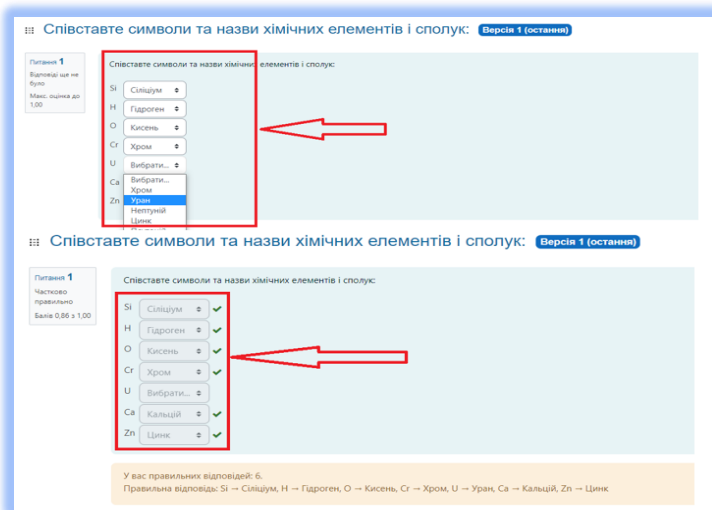 Співставте символи та назви хімічних елементів і сполук: Версія 1 (остання)
Питання 1
Відповіді ще не
було
Макс. оцінка до
1,00
Співставте символи та назви хімічних елементів і сполук:
Si Сіліціум
H Гідроген
O Кисень
Cr Хром
U Вибрати...
Ca Вибрати...
Хром
Zn Уран
Нептуній
Цинк
Співставте символи та назви хімічних елементів і сполук: Версія 1 (остання)
Питання 1
Частково
правильно
Балів 0,86 з 1,00
Співставте символи та назви хімічних елементів і сполук:
Si Сіліціум
H Гідроген
O Кисень
Cr Хром
U Вибрати...
Ca Кальцій
Zn Цинк
У вас правильних відповідей: 6.
Правильна відповідь: Si → Сіліціум, H → Гідроген, O → Кисень, Cr → Хром, U → Уран, Ca → Кальцій, Zn → Цинк